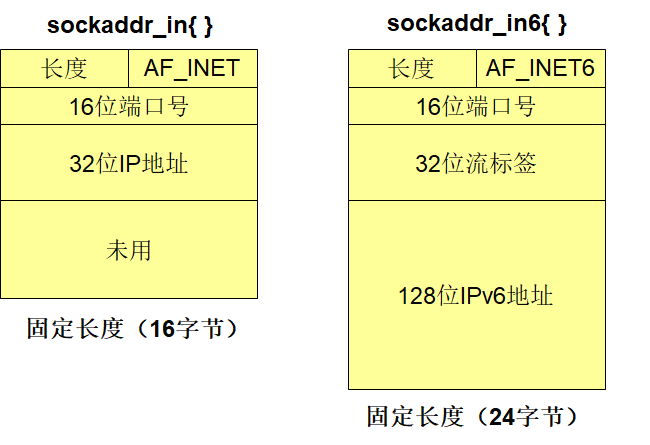 sockaddr_in{ }
长度
AF_INET
16位端口号
32位IP地址
未用
固定长度（16字节）
sockaddr_in6{ }
长度
AF_INET6
16位端口号
32位流标签
128位IPv6地址
固定长度（24字节）